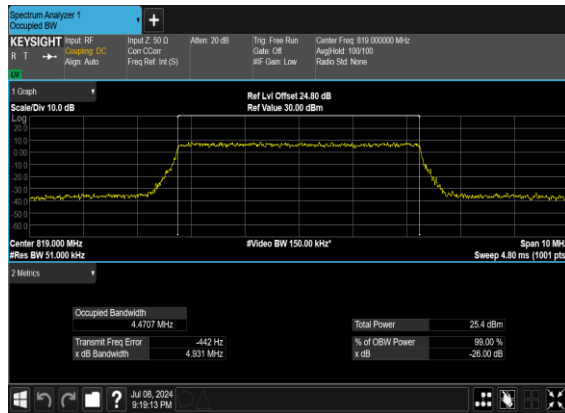 Spectrum Analyzer 1
Occupied BW
KEYSIGHT Input: RF Input Z: 50 Ω Atten: 20 dB Trig: Free Run Center Freq: 819.000000 MHz
R T Coupling: DC Corr CCorr Gate: Off Avg|Hold: 100/100
Align: Auto Freq Ref: Int (S) #IF Gain: Low Radio Std: None
1 Graph
Ref Lvl Offset 24.80 dB
Scale/Div 10.0 dB Ref Value 30.00 dBm
Log
20.0
10.0
0.00
-10.0
-20.0
-30.0
-40.0
-50.0
-60.0
Center 819.000 MHz #Video BW 150.00 kHz* Span 10 MHz
#Res BW 51.000 kHz Sweep 4.80 ms (1001 pts
2 Metrics
Occupied Bandwidth
4.4707 MHz Total Power 25.4 dBm
Transmit Freq Error -442 Hz % of OBW Power 99.00 %
x dB Bandwidth 4.931 MHz x dB -26.00 dB
Jul 08, 2024
9:19:13 PM